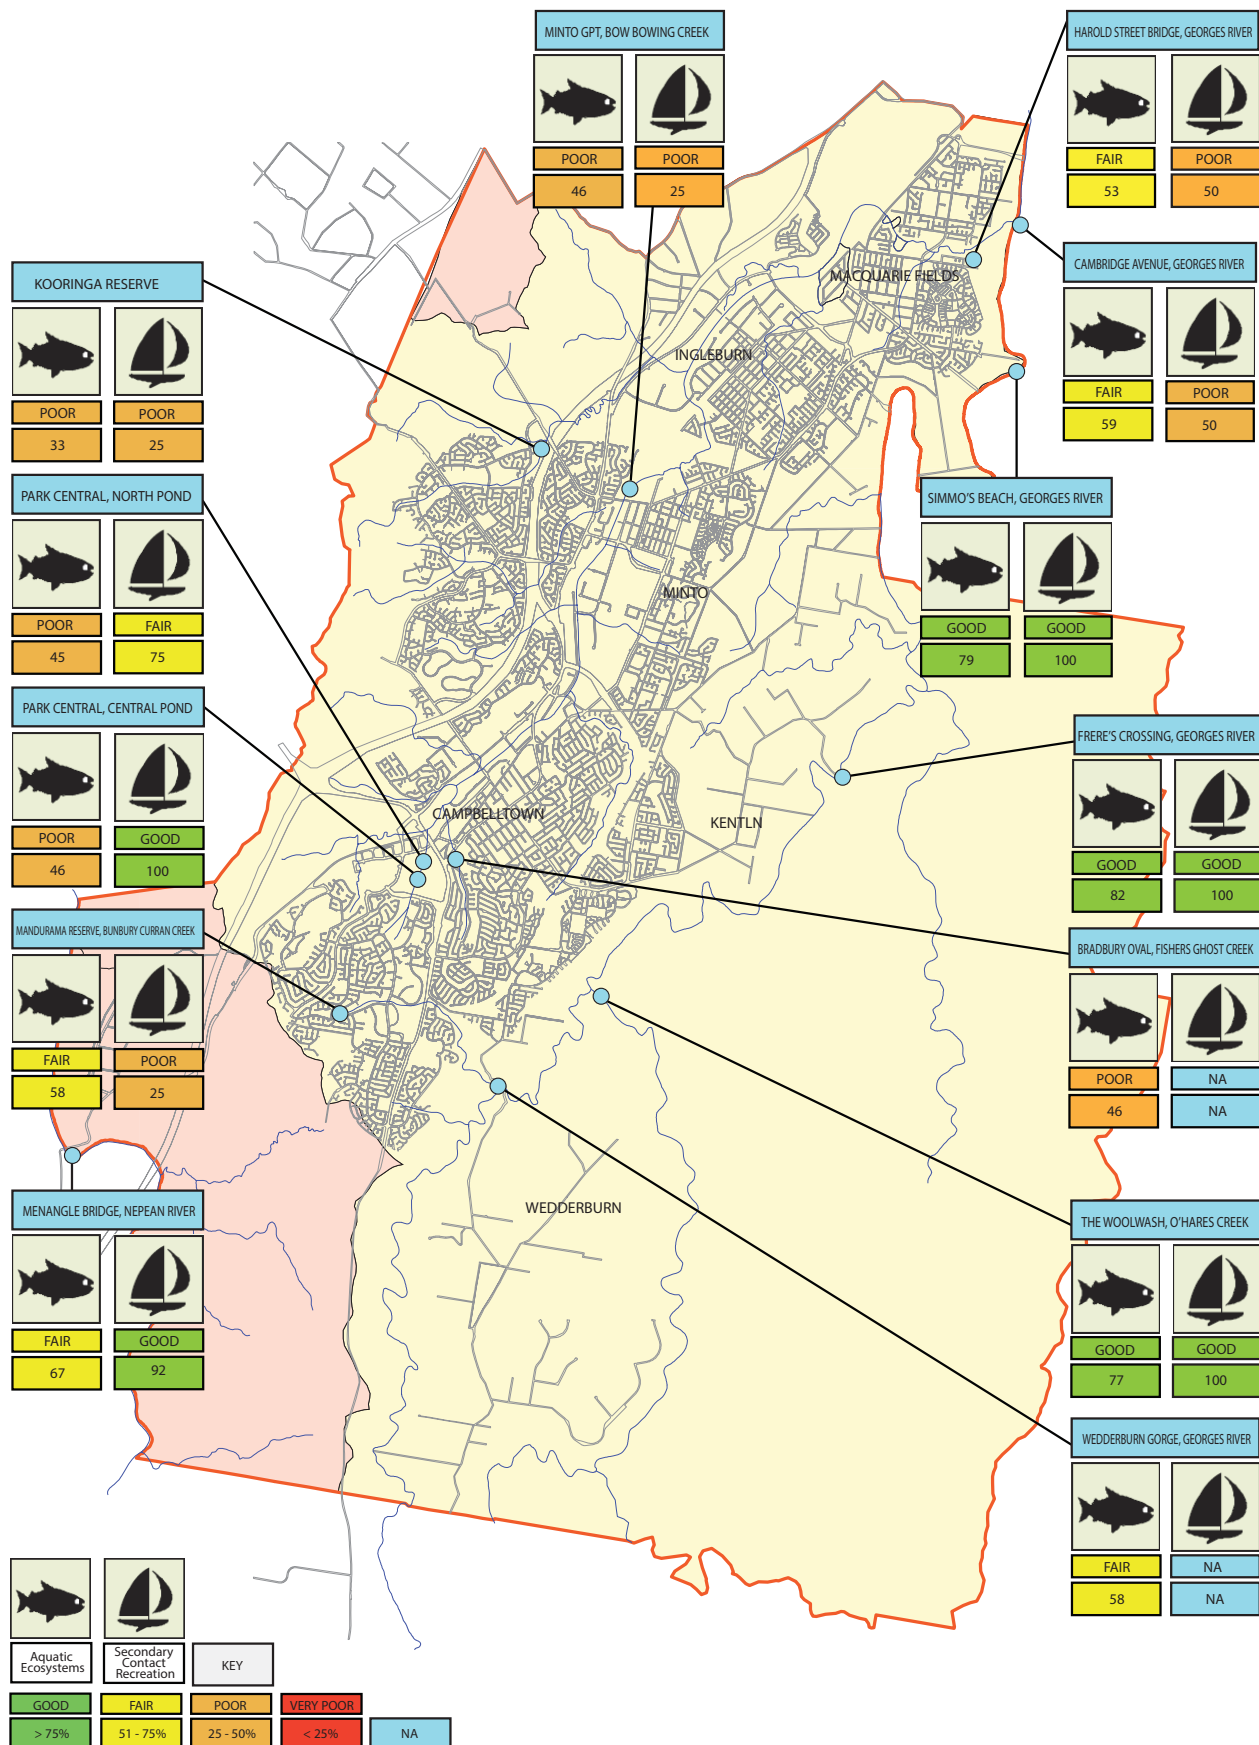 MINTO GPT, BOW BOWING CREEK
POOR
POOR
46
25
HAROLD STREET BRIDGE, GEORGES RIVER
FAIR
POOR
53
50
CAMBRIDGE AVENUE, GEORGES RIVER
FAIR
POOR
59
50
KOORINGA RESERVE
POOR
POOR
33
25
MACQUARIE FIELDS
INGLEBURN
PARK CENTRAL, NORTH POND
POOR
FAIR
45
75
SIMMO'S BEACH, GEORGES RIVER
GOOD
GOOD
79
100
MINTO
PARK CENTRAL, CENTRAL POND
POOR
GOOD
46
100
FRERE'S CROSSING, GEORGES RIVER
GOOD
GOOD
82
100
CAMPBELLTOWN
KENTLN
MANDURAMA RESERVE, BUNBURY CURRAN CREEK
FAIR
POOR
58
25
BRADBURY OVAL, FISHERS GHOST CREEK
POOR
NA
46
NA
MENANGLE BRIDGE, NEPEAN RIVER
FAIR
GOOD
67
92
WEDDERBURN
THE WOOLWASH, O'HARES CREEK
GOOD
GOOD
77
100
WEDDERBURN GORGE, GEORGES RIVER
FAIR
NA
58
NA
Aquatic
Ecosystems
Secondary
Contact
Recreation
KEY
GOOD
FAIR
POOR
VERY POOR
> 75%
51 - 75%
25 - 50%
< 25%
NA